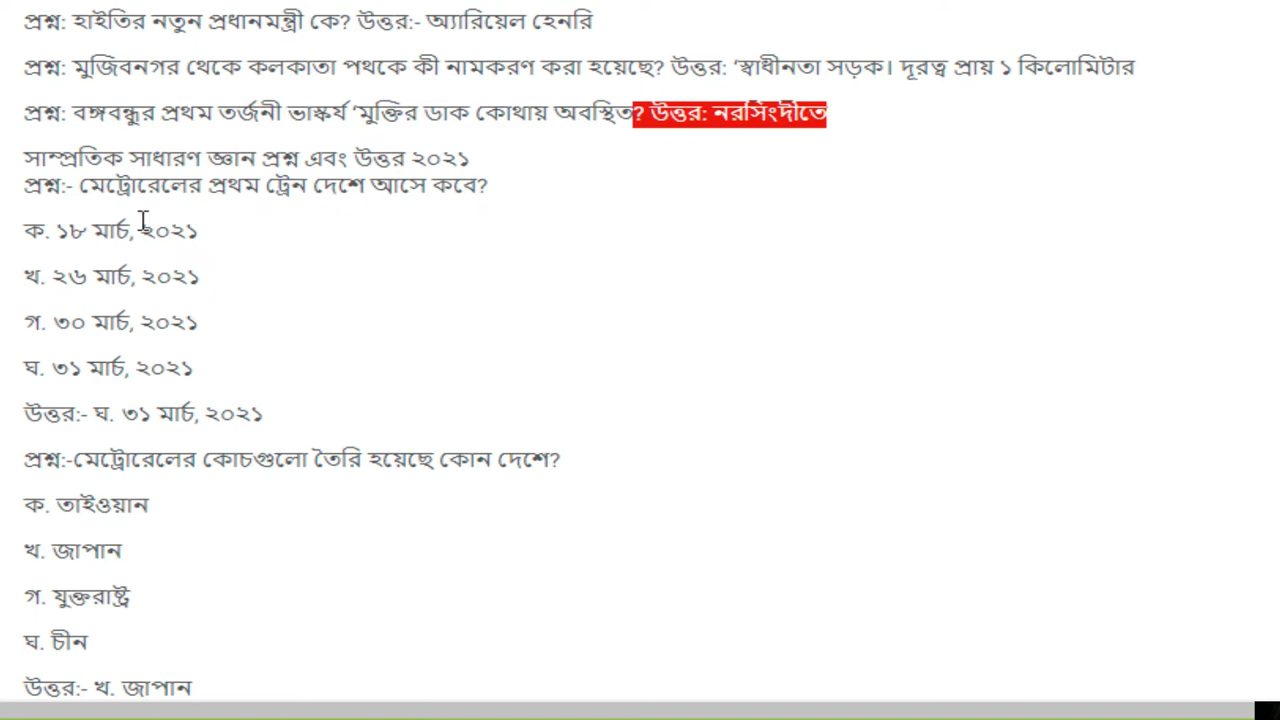 প্রশ্ন: হাইতির নতুন প্রধানমন্ত্রী কে? উত্তর:- অ্যারিয়েল হেনরি
প্রশ্ন: মুজিবনগর থেকে কলকাতা পথকে কী নামকরণ করা হয়েছে? উত্তর: ‘স্বাধীনতা সড়ক। দূরত্ব প্রায় ১ কিলোমিটার
প্রশ্ন: বঙ্গবন্ধুর প্রথম তর্জনী ভাস্কর্য ‘মুক্তির ডাক কোথায় অবস্থিত? উত্তর: নরসিংদীতে
সাম্প্রতিক সাধারণ জ্ঞান প্রশ্ন এবং উত্তর ২০২১
প্রশ্ন:- মেট্রোরেলের প্রথম ট্রেন দেশে আসে কবে?
ক. ১৮ মার্চ, ২০২১
খ. ২৬ মার্চ, ২০২১
গ. ৩০ মার্চ, ২০২১
ঘ. ৩১ মার্চ, ২০২১
উত্তর:- ঘ. ৩১ মার্চ, ২০২১
প্রশ্ন:-মেট্রোরেলের কোচগুলো তৈরি হয়েছে কোন দেশে?
ক. তাইওয়ান
খ. জাপান
গ. যুক্তরাষ্ট্র
ঘ. চীন
উত্তর:- খ. জাপান